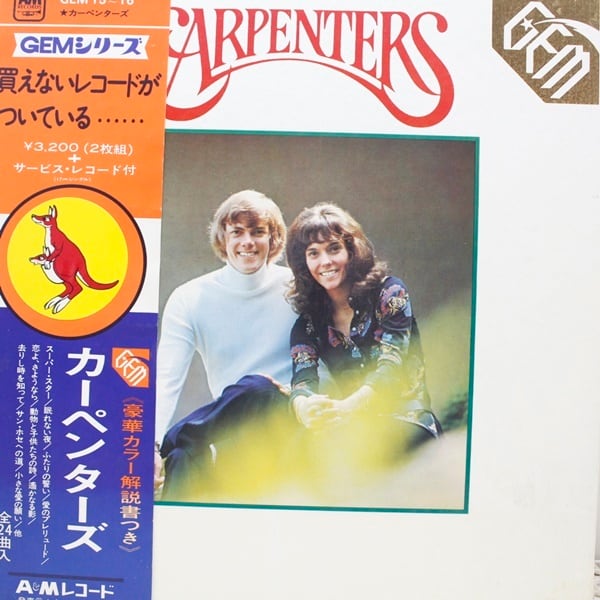 A&M
RECORDS
GEM 15~16
★カーペンターズ
GEMシリーズ
買えないレコードが
ついている……
¥3,200 (2枚組)
+
サービス・レコード付
CARPENTERS
GEM
GEM
カーペンターズ
《豪華カラー解説書つき》
スーパー・スター/眠れない夜/ふたりの誓い/愛のプレリュード/
恋よ、さようなら/動物と子供たちの詩/遙かなる影/
去りし時を知って/サン・ホセへの道/小さな愛の願い/他
全24曲入
A&Mレコード